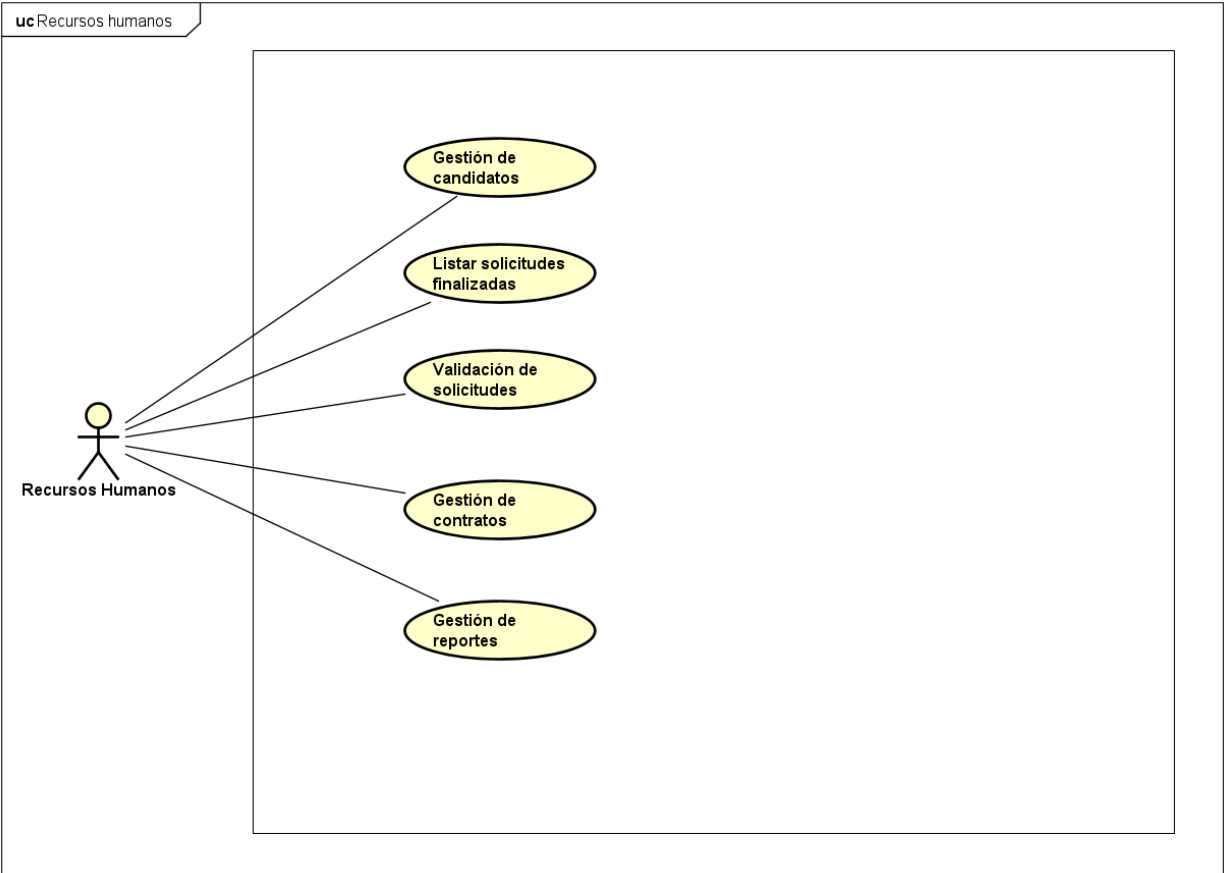 uc Recursos humanos
Gestión de
candidatos
Listar solicitudes
finalizadas
Validación de
solicitudes
Recursos Humanos
Gestión de
contratos
Gestión de
reportes